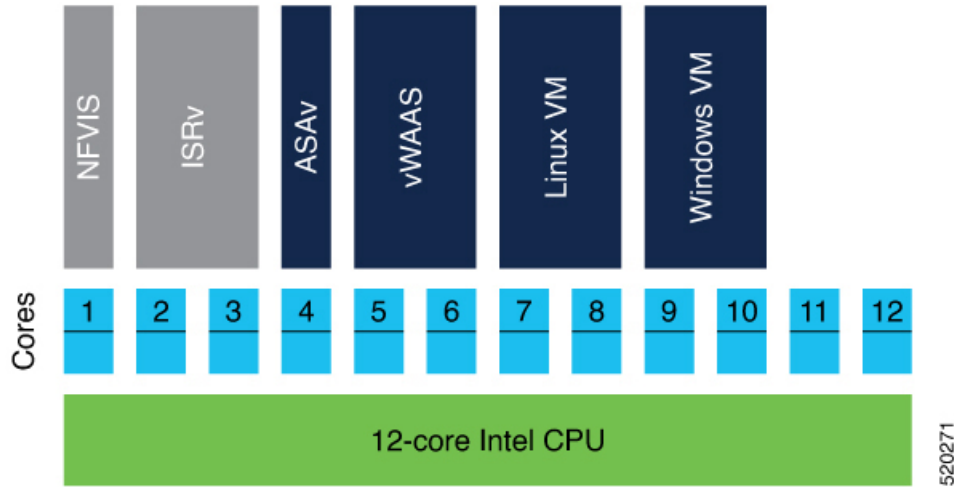 NFVIS
ISRv
ASAv
vWAAS
Linux VM
Windows VM
Cores
1 2 3 4 5 6 7 8 9 10 11 12
12-core Intel CPU
520271